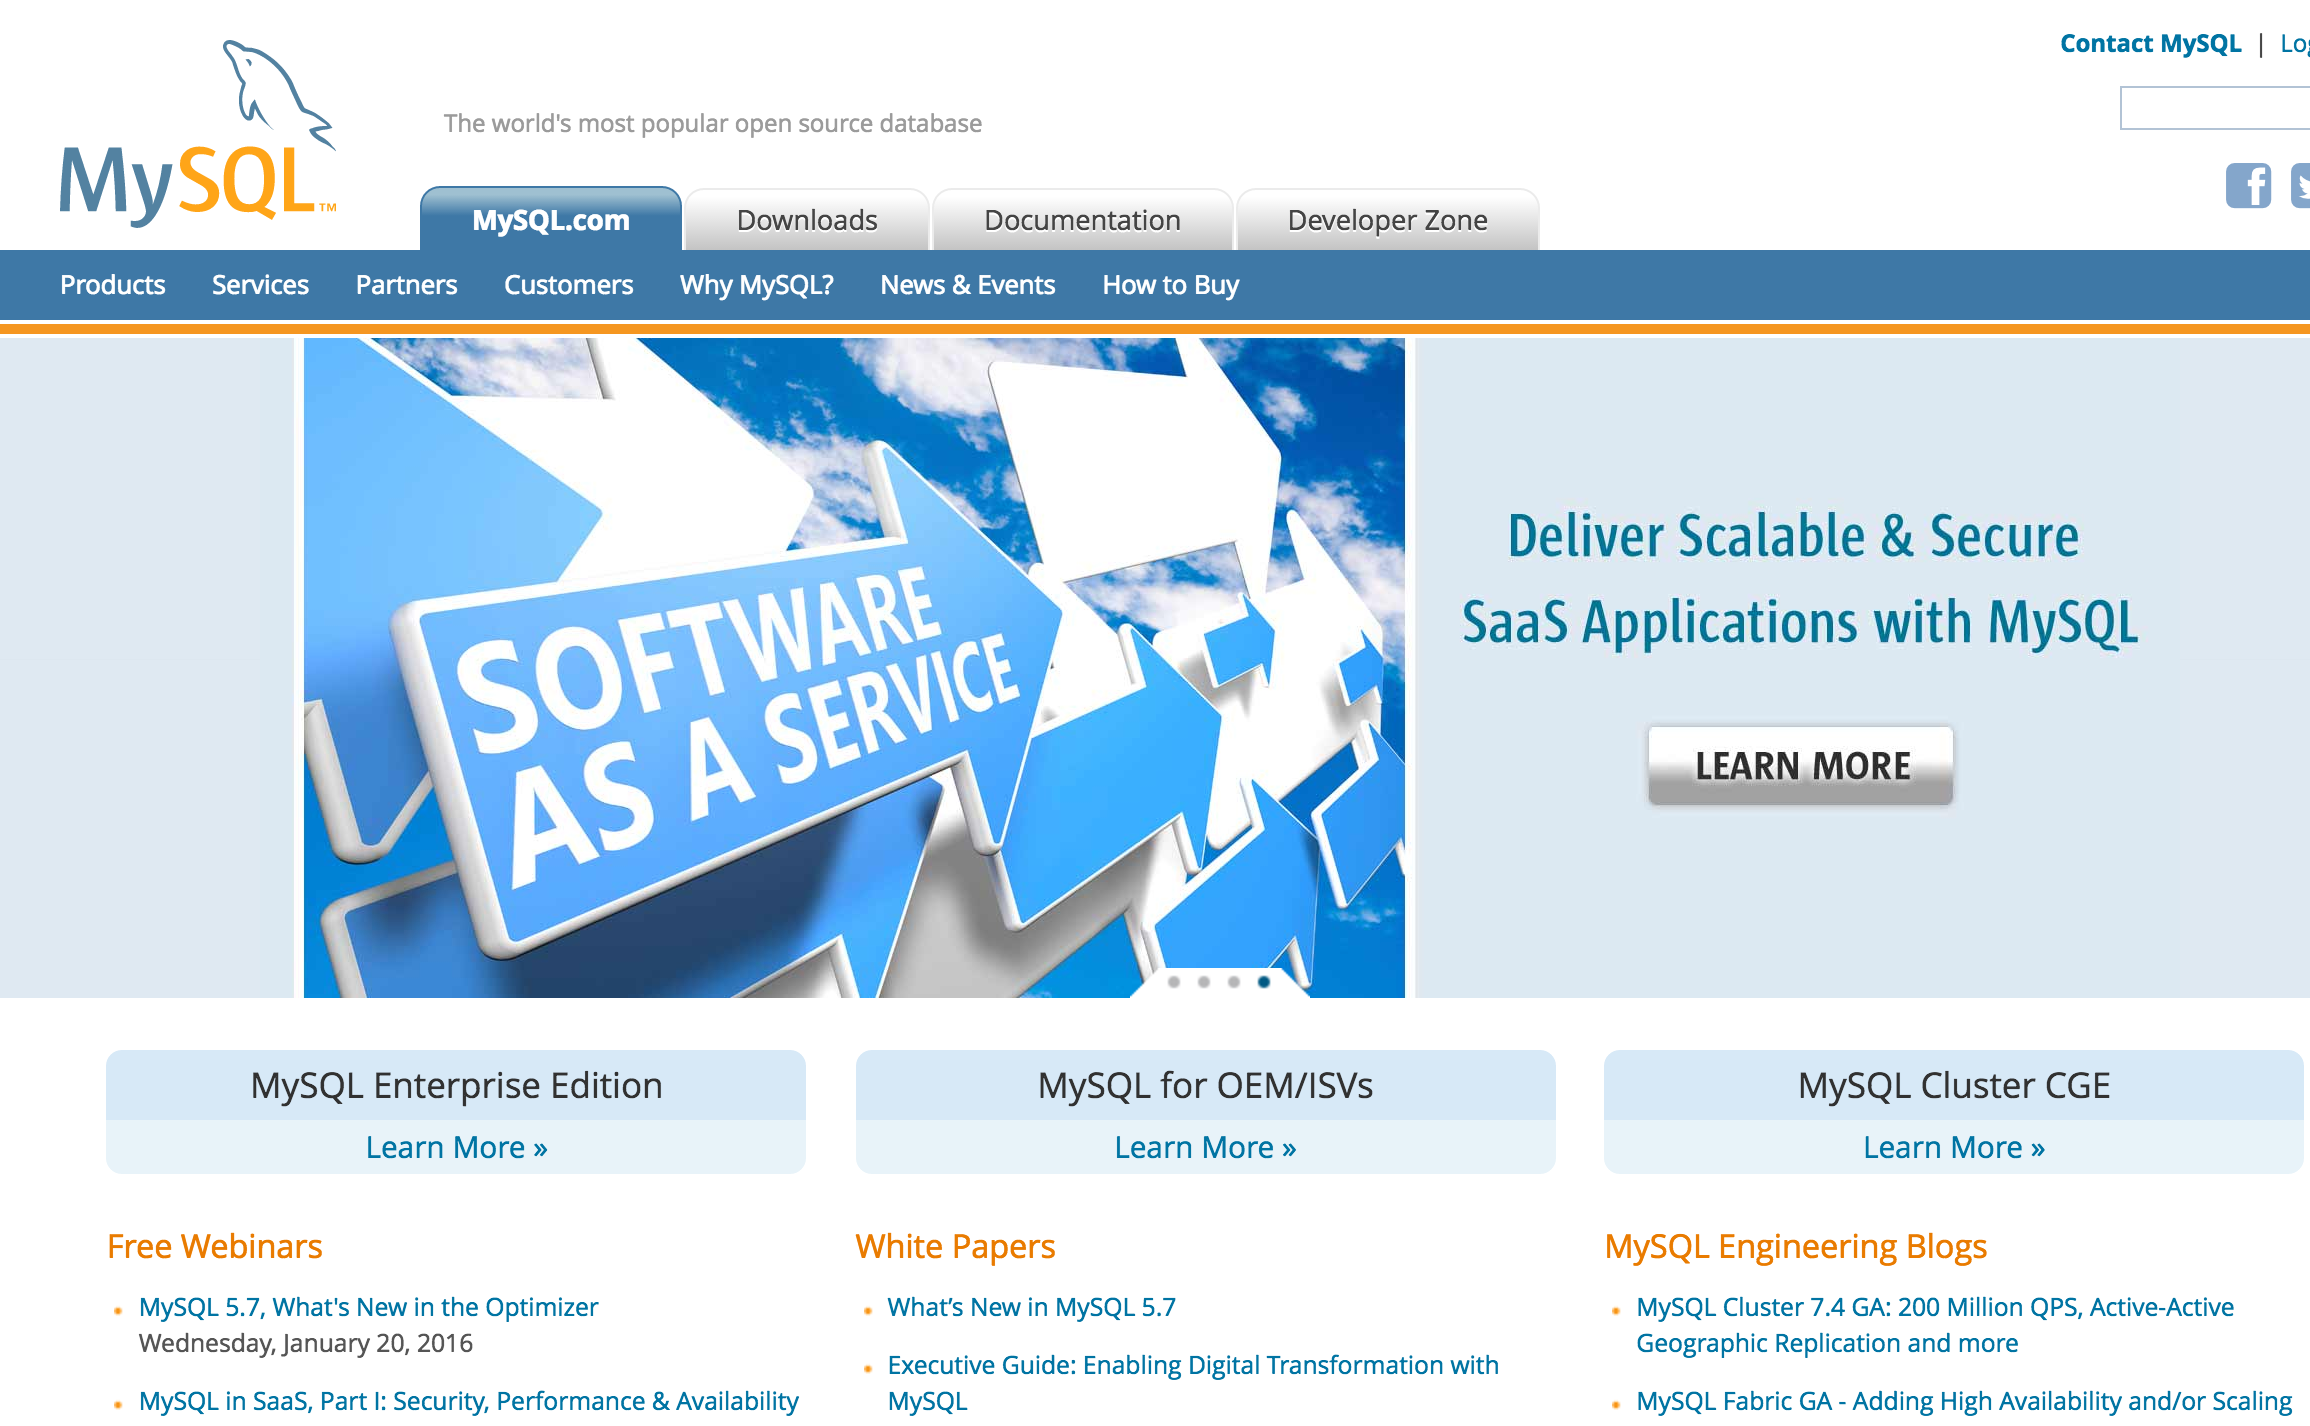 Contact MySQL |
The world's most popular open source database
MySQL™
MySQL.com Downloads Documentation Developer Zone
Products Services Partners Customers Why MySQL? News & Events How to Buy
SOFTWARE
AS A SERVICE
Deliver Scalable & Secure
SaaS Applications with MySQL
LEARN MORE
MySQL Enterprise Edition
Learn More »
MySQL for OEM/ISVs
Learn More »
MySQL Cluster CGE
Learn More »
Free Webinars
MySQL 5.7, What's New in the Optimizer
Wednesday, January 20, 2016
MySQL in SaaS, Part I: Security, Performance & Availability
White Papers
What’s New in MySQL 5.7
Executive Guide: Enabling Digital Transformation with
MySQL
MySQL Engineering Blogs
MySQL Cluster 7.4 GA: 200 Million QPS, Active-Active
Geographic Replication and more
MySQL Fabric GA - Adding High Availability and/or Scaling